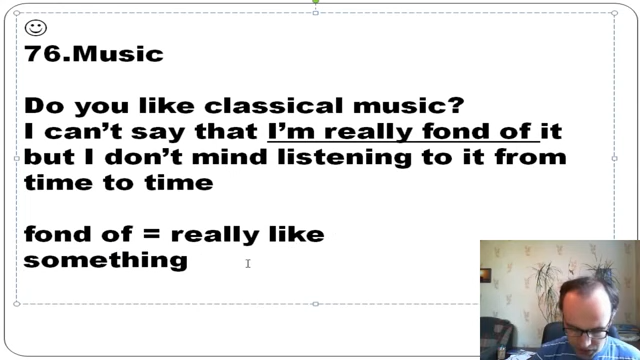 76.Music
Do you like classical music?
I can't say that I'm really fond of it
but I don't mind listening to it from
time to time
fond of = really like
something